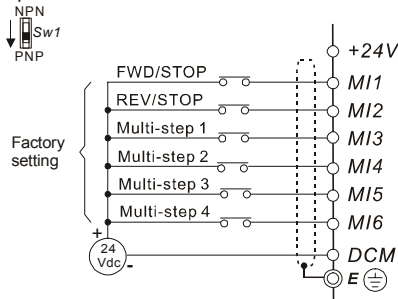 NPN
Sw1
PNP
+24V
FWD/STOP
MI1
REV/STOP
MI2
Multi-step 1
MI3
Factory
setting
Multi-step 2
MI4
Multi-step 3
MI5
Multi-step 4
MI6
+
24
Vdc
-
DCM
E